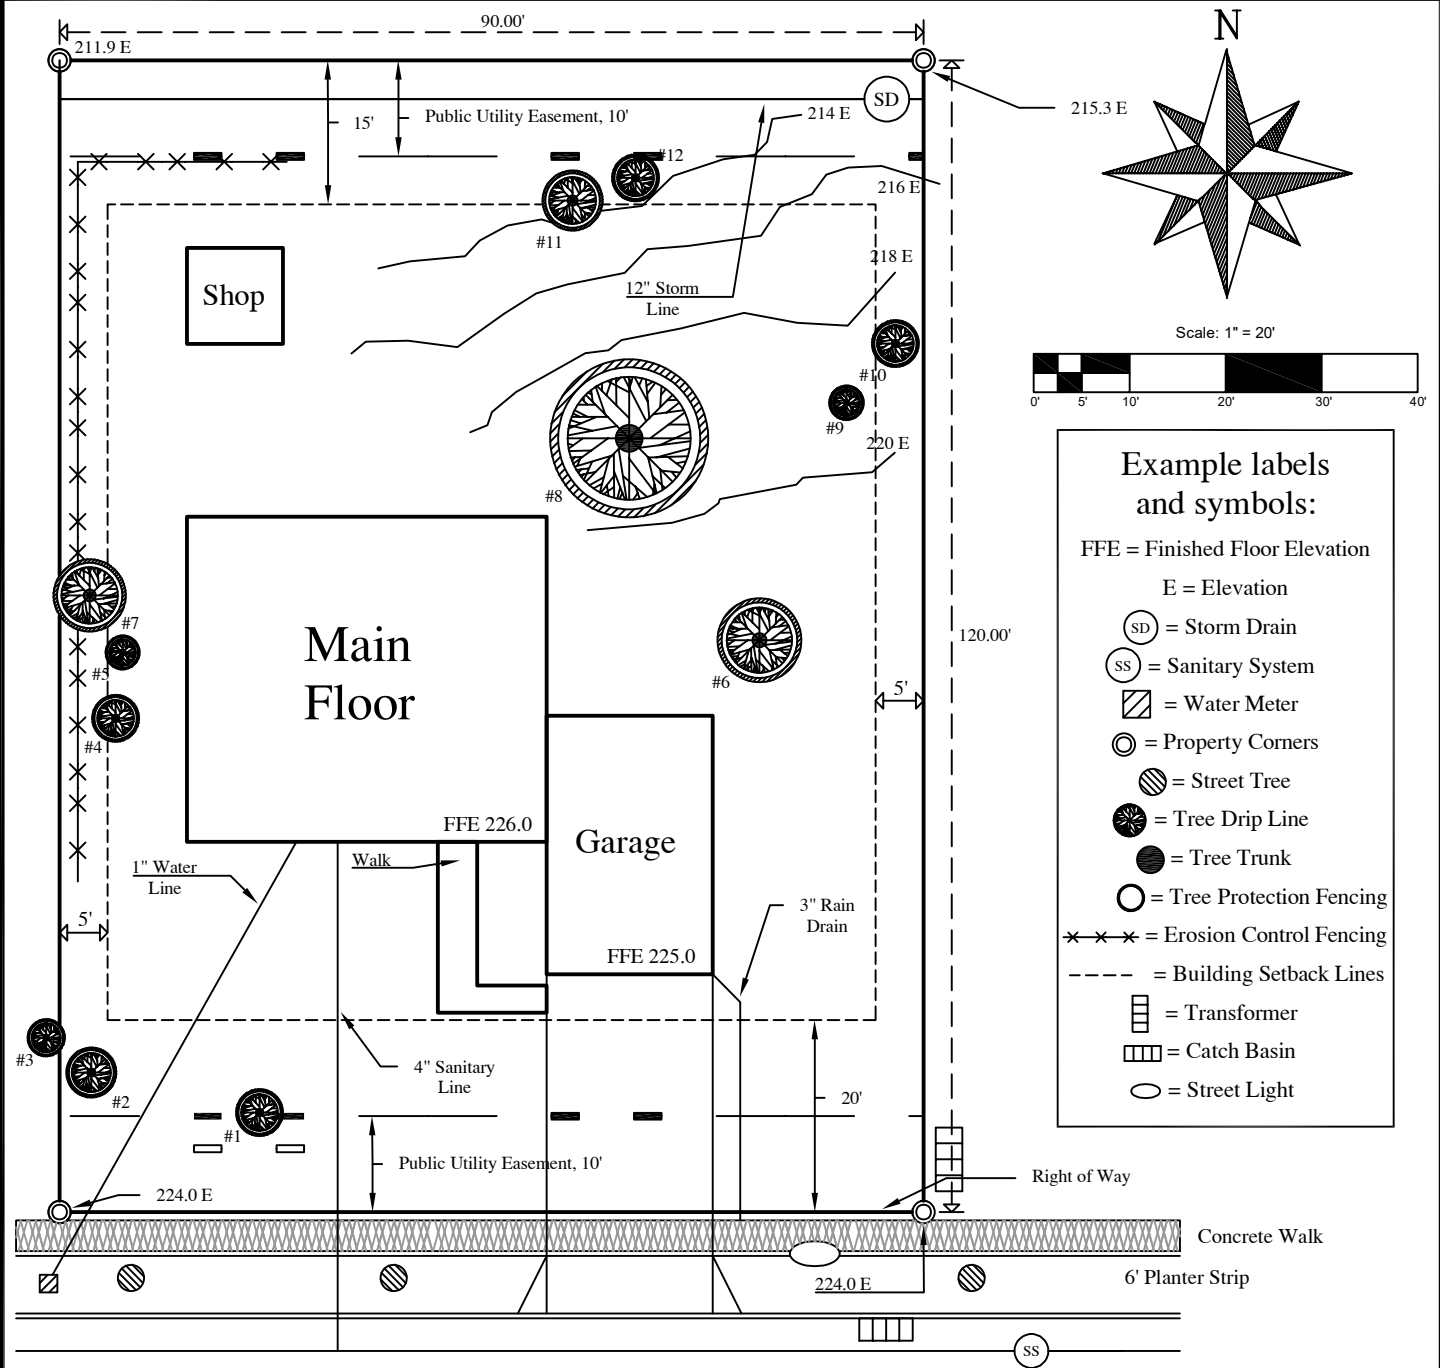 90.00'
N
211.9 E
15'
Public Utility Easement, 10'
SD
214 E
215.3 E
#12
216 E
#11
218 E
Shop
12" Storm
Line
Scale: 1" = 20'
0' 5' 10' 20' 30' 40'
#10
#9
220 E
#8
Example labels
and symbols:
FFE = Finished Floor Elevation
E = Elevation
SD = Storm Drain
SS = Sanitary System
= Water Meter
= Property Corners
= Street Tree
= Tree Drip Line
= Tree Trunk
= Tree Protection Fencing
= Erosion Control Fencing
= Building Setback Lines
= Transformer
= Catch Basin
= Street Light
#7
#5
#4
Main
Floor
#6
120.00'
5'
FFE 226.0
Garage
1" Water
Line
Walk
3" Rain
Drain
5'
FFE 225.0
#3
#2
#1
4" Sanitary
Line
20'
Public Utility Easement, 10'
Right of Way
224.0 E
Concrete Walk
224.0 E
6' Planter Strip
SS